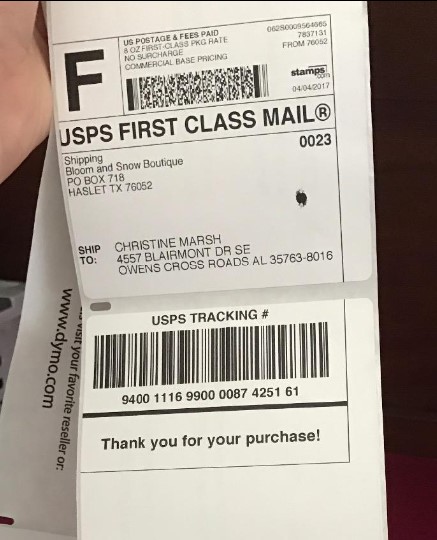 F
US POSTAGE & FEES PAID
8 OZ FIRST-CLASS PKG RATE
NO SURCHARGE
COMMERCIAL BASE PRICING
062S0009564665
7837131
FROM 76052
stamps.com
04/04/2017
USPS FIRST CLASS MAIL®
Shipping
Bloom and Snow Boutique
PO BOX 718
HASLET TX 76052
0023
SHIP TO:
CHRISTINE MARSH
4557 BLAIRMONT DR SE
OWENS CROSS ROADS AL 35763-8016
USPS TRACKING #
9400 1116 9900 0087 4251 61
Thank you for your purchase!
visit your favorite reseller or:
www.dymo.com